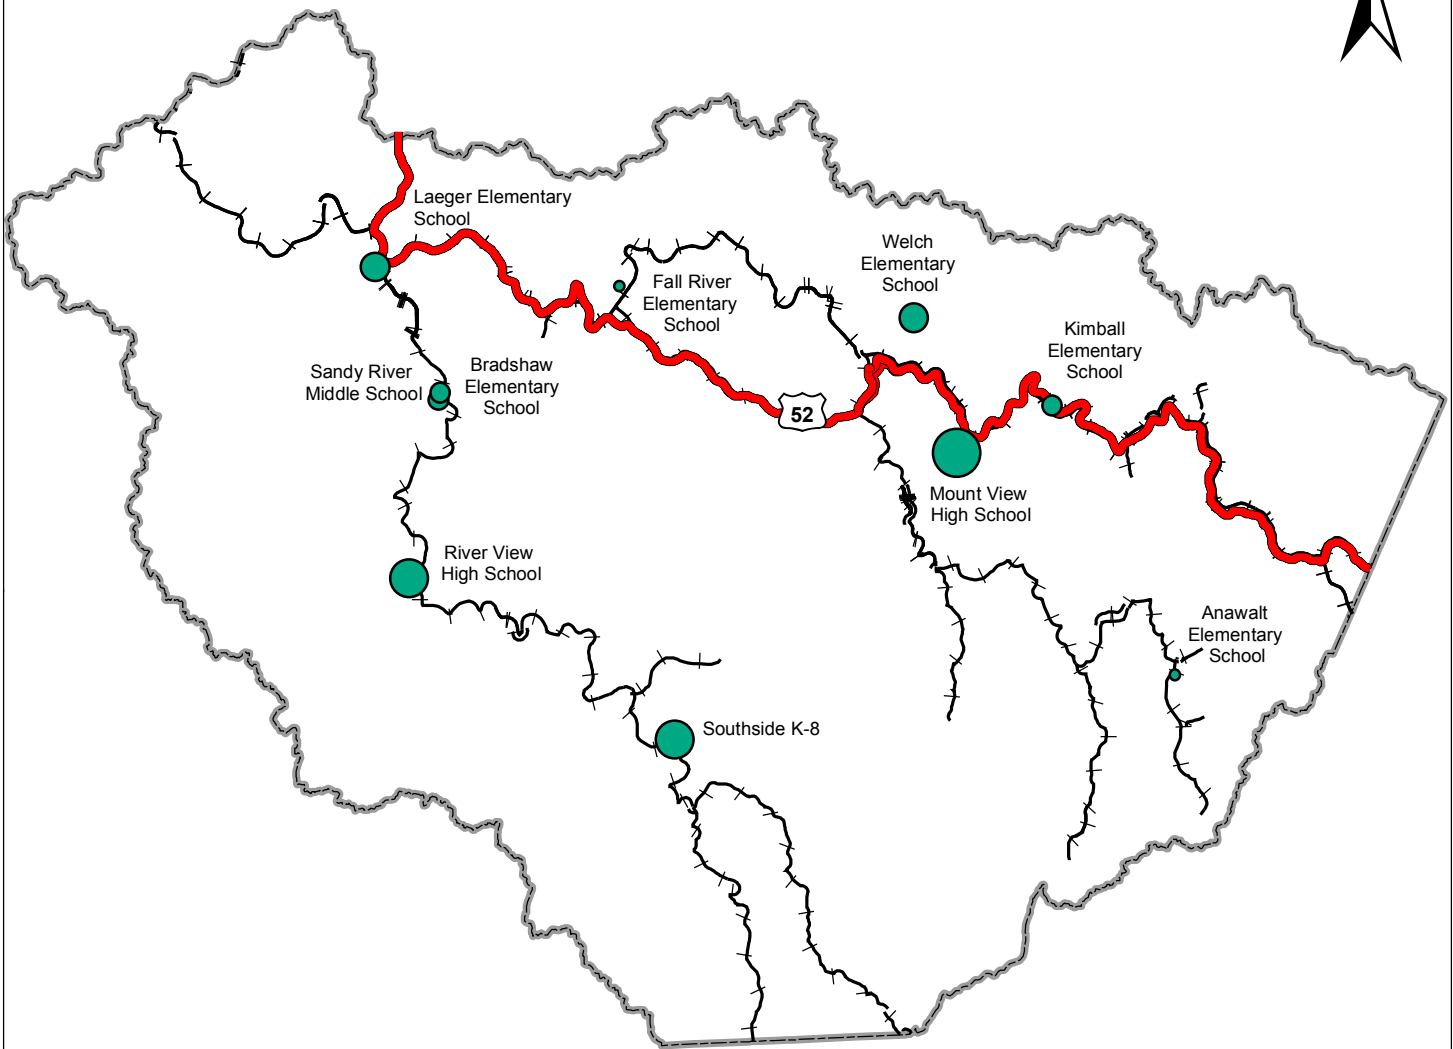 Laeger Elementary
School
Welch
Elementary
School
Fall River
Elementary
School
Kimball
Elementary
School
Sandy River
Middle School
Bradshaw
Elementary
School
52
Mount View
High School
River View
High School
Anawalt
Elementary
School
Southside K-8